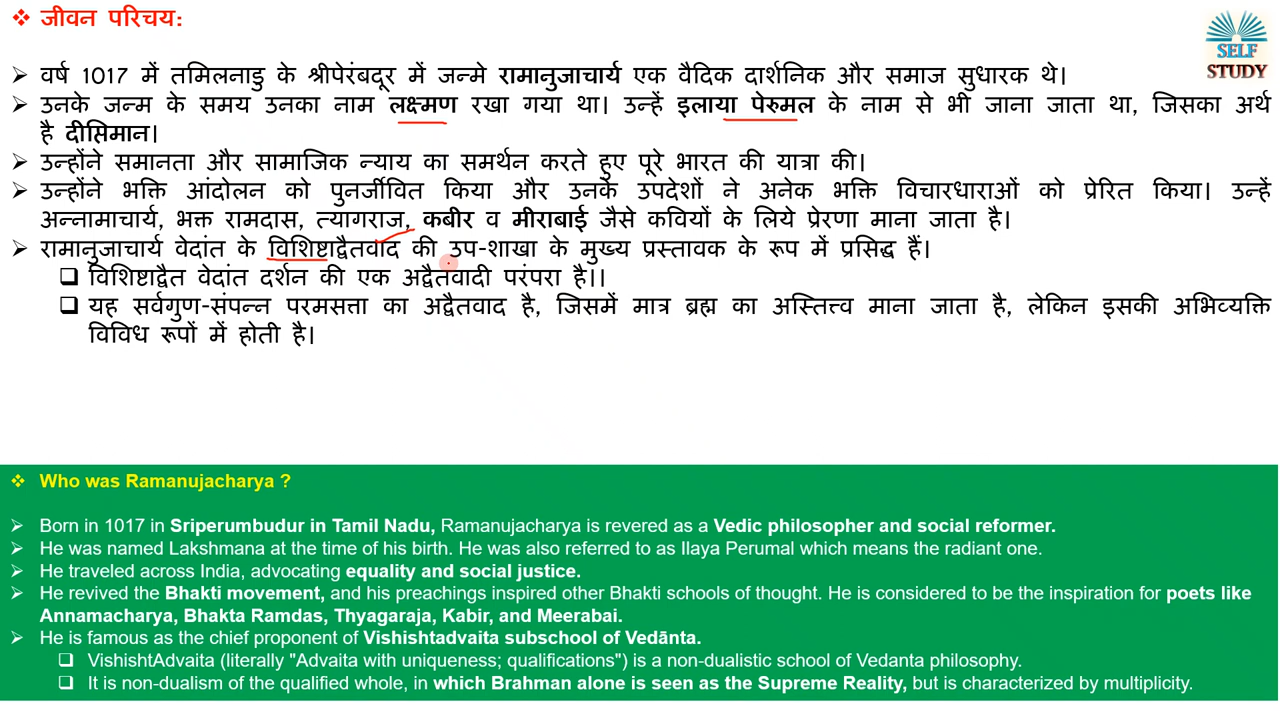 ❖ जीवन परिचय:
SELF
STUDY
➢ वर्ष 1017 में तमिलनाडु के श्रीपेरंबदूर में जन्मे रामानुजाचार्य एक वैदिक दार्शनिक और समाज सुधारक थे।
➢ उनके जन्म के समय उनका नाम लक्ष्मण रखा गया था। उन्हें इलाया पेरुमल के नाम से भी जाना जाता था, जिसका अर्थ
है दीप्तिमान।
➢ उन्होंने समानता और सामाजिक न्याय का समर्थन करते हुए पूरे भारत की यात्रा की।
➢ उन्होंने भक्ति आंदोलन को पुनर्जीवित किया और उनके उपदेशों ने अनेक भक्ति विचारधाराओं को प्रेरित किया। उन्हें
अन्नामाचार्य, भक्त रामदास, त्यागराज, कबीर व मीराबाई जैसे कवियों के लिये प्रेरणा माना जाता है।
➢ रामानुजाचार्य वेदांत के विशिष्टाद्वैतवाद की उप-शाखा के मुख्य प्रस्तावक के रूप में प्रसिद्ध हैं।
❑ विशिष्टाद्वैत वेदांत दर्शन की एक अद्वैतवादी परंपरा है।।
❑ यह सर्वगुण-संपन्न परमसत्ता का अद्वैतवाद है, जिसमें मात्र ब्रह्म का अस्तित्त्व माना जाता है, लेकिन इसकी अभिव्यक्ति
विविध रूपों में होती है।
❖ Who was Ramanujacharya ?
➢ Born in 1017 in Sriperumbudur in Tamil Nadu, Ramanujacharya is revered as a Vedic philosopher and social reformer.
➢ He was named Lakshmana at the time of his birth. He was also referred to as Ilaya Perumal which means the radiant one.
➢ He traveled across India, advocating equality and social justice.
➢ He revived the Bhakti movement, and his preachings inspired other Bhakti schools of thought. He is considered to be the inspiration for poets like
Annamacharya, Bhakta Ramdas, Thyagaraja, Kabir, and Meerabai.
➢ He is famous as the chief proponent of Vishishtadvaita subschool of Vedānta.
❑ VishishtAdvaita (literally "Advaita with uniqueness; qualifications") is a non-dualistic school of Vedanta philosophy.
❑ It is non-dualism of the qualified whole, in which Brahman alone is seen as the Supreme Reality, but is characterized by multiplicity.